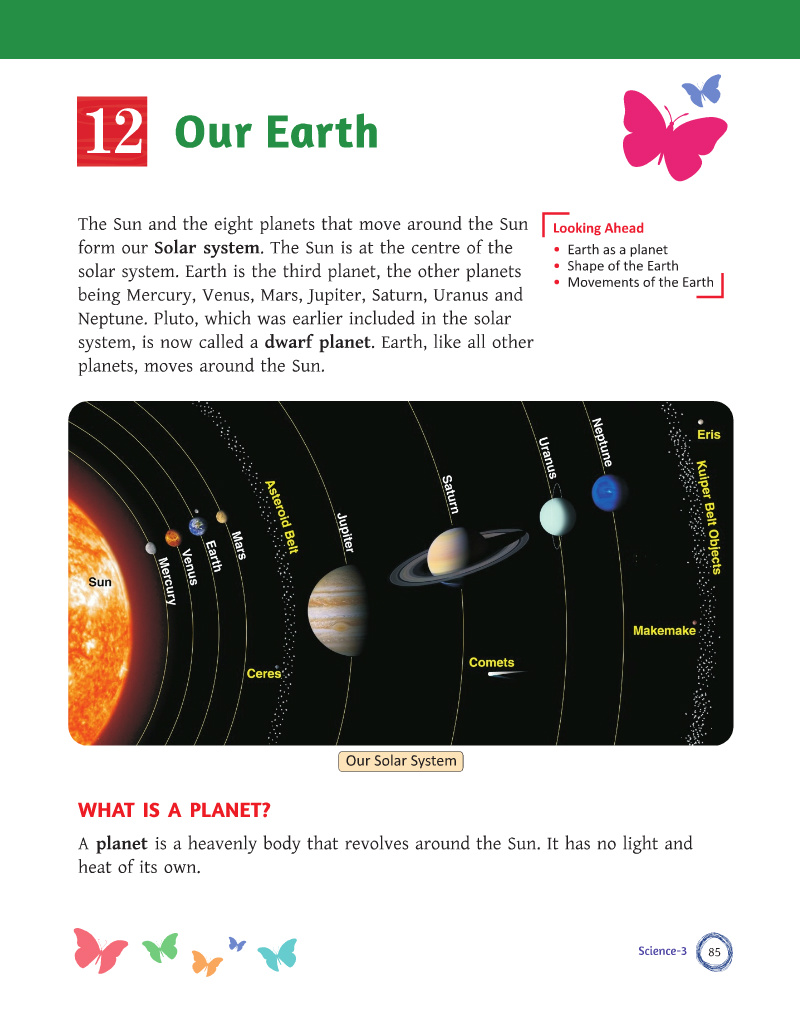 12 Our Earth
The Sun and the eight planets that move around the Sun
form our Solar system. The Sun is at the centre of the
solar system. Earth is the third planet, the other planets
being Mercury, Venus, Mars, Jupiter, Saturn, Uranus and
Neptune. Pluto, which was earlier included in the solar
system, is now called a dwarf planet. Earth, like all other
planets, moves around the Sun.
Looking Ahead
• Earth as a planet
• Shape of the Earth
• Movements of the Earth
Sun
Mercury
Venus
Earth
Mars
Asteroid Belt
Ceres
Jupiter
Saturn
Comets
Uranus
Neptune
Eris
Kuiper Belt Objects
Makemake
Our Solar System
WHAT IS A PLANET?
A planet is a heavenly body that revolves around the Sun. It has no light and
heat of its own.
Science-3
85